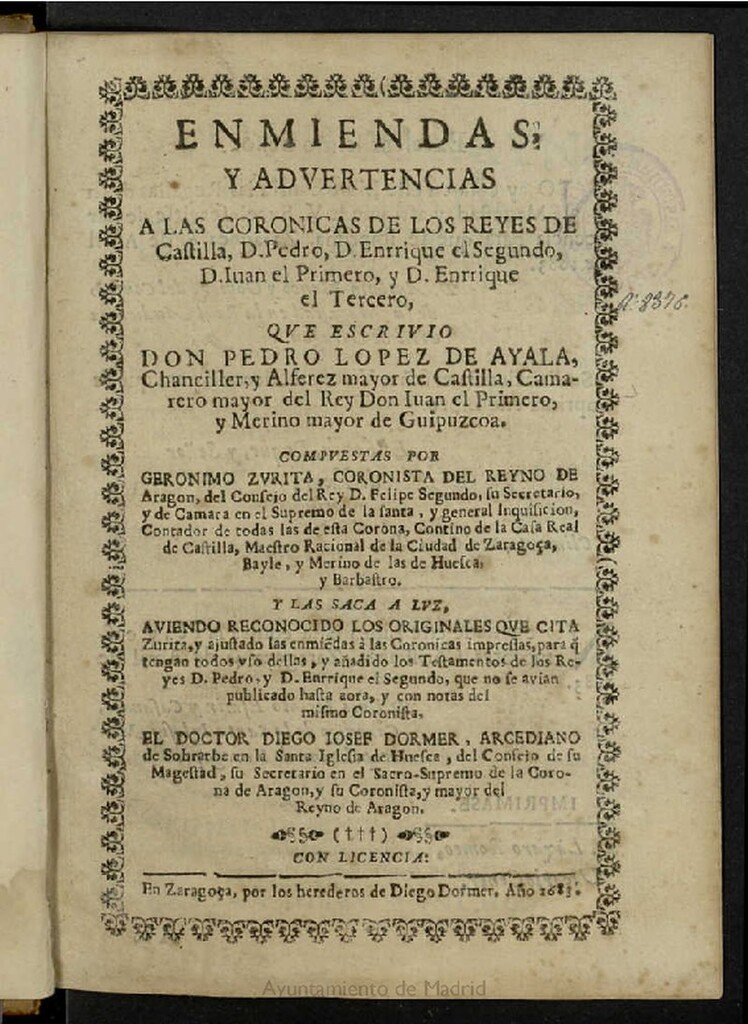 ENMIENDAS,
Y ADVERTENCIAS
A LAS CORONICAS DE LOS REYES DE
Castilla, D. Pedro, D. Enrrique el Segundo,
D. Iuan el Primero, y D. Enrrique
el Tercero,
QVE ESCRIVIO
DON PEDRO LOPEZ DE AYALA,
Chanciller, y Alferez mayor de Castilla, Cama-
rero mayor del Rey Don Iuan el Primero,
y Merino mayor de Guipuzcoa.
Nº 8376.
COMPVESTAS POR
GERONIMO ZVRITA, CORONISTA DEL REYNO DE
Aragon, del Consejo del Rey D. Felipe Segundo, su Secretario,
y de Camara en el Supremo de la santa, y general Inquisicion,
Contador de todas las de esta Corona, Contino de la Casa Real
de Castilla, Maestro Racional de la Ciudad de Zaragoça,
Bayle, y Merino de las de Huesca,
y Barbastro.
Y LAS SACA A LVZ,
AVIENDO RECONOCIDO LOS ORIGINALES QVE CITA
Zurita, y ajustado las enmiẽdas à las Coronicas impressas, para q̃
tengan todos vso dellas, y añadido los Testamentos de los Re-
yes D. Pedro, y D. Enrrique el Segundo, que no se avian
publicado hasta aora, y con notas del
mismo Coronista,
EL DOCTOR DIEGO IOSEF DORMER, ARCEDIANO
de Sobrarbe en la Santa Iglesia de Huesca, del Consejo de su
Magestad, su Secretario en el Sacro-Supremo de la Coro-
na de Aragon, y su Coronista, y mayor del
Reyno de Aragon.
(†††)
CON LICENCIA:
En Zaragoça, por los herederos de Diego Dormer. Año 1683.
Ayuntamiento de Madrid